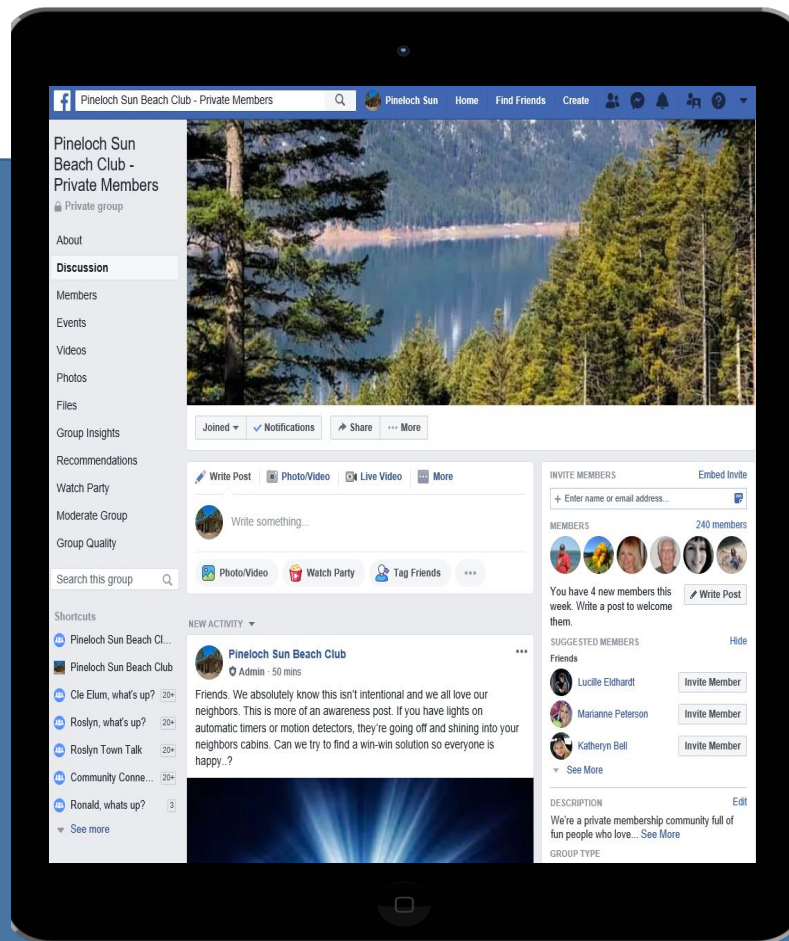 Pineloch Sun Beach Club - Private Members
Pineloch Sun
Home
Find Friends
Create
Pineloch Sun
Beach Club -
Private Members
Private group
About
Discussion
Members
Events
Videos
Photos
Files
Group Insights
Recommendations
Watch Party
Moderate Group
Group Quality
Search this group
Shortcuts
Pineloch Sun Beach Cl...
Pineloch Sun Beach Club
Cle Elum, what's up? 20+
Roslyn, what's up? 20+
Roslyn Town Talk 20+
Community Conne... 20+
Ronald, whats up? 3
See more
Joined
Notifications
Share
More
Write Post
Photo/Video
Live Video
More
Write something...
Photo/Video
Watch Party
Tag Friends
NEW ACTIVITY
Pineloch Sun Beach Club
Admin · 50 mins
Friends. We absolutely know this isn't intentional and we all love our
neighbors. This is more of an awareness post. If you have lights on
automatic timers or motion detectors, they're going off and shining into your
neighbors cabins. Can we try to find a win-win solution so everyone is
happy..?
INVITE MEMBERS
Embed Invite
+ Enter name or email address...
MEMBERS
240 members
You have 4 new members this
week. Write a post to welcome
them.
Write Post
SUGGESTED MEMBERS
Hide
Friends
Lucille Eldhardt
Invite Member
Marianne Peterson
Invite Member
Katheryn Bell
Invite Member
See More
DESCRIPTION
Edit
We're a private membership community full of
fun people who love... See More
GROUP TYPE